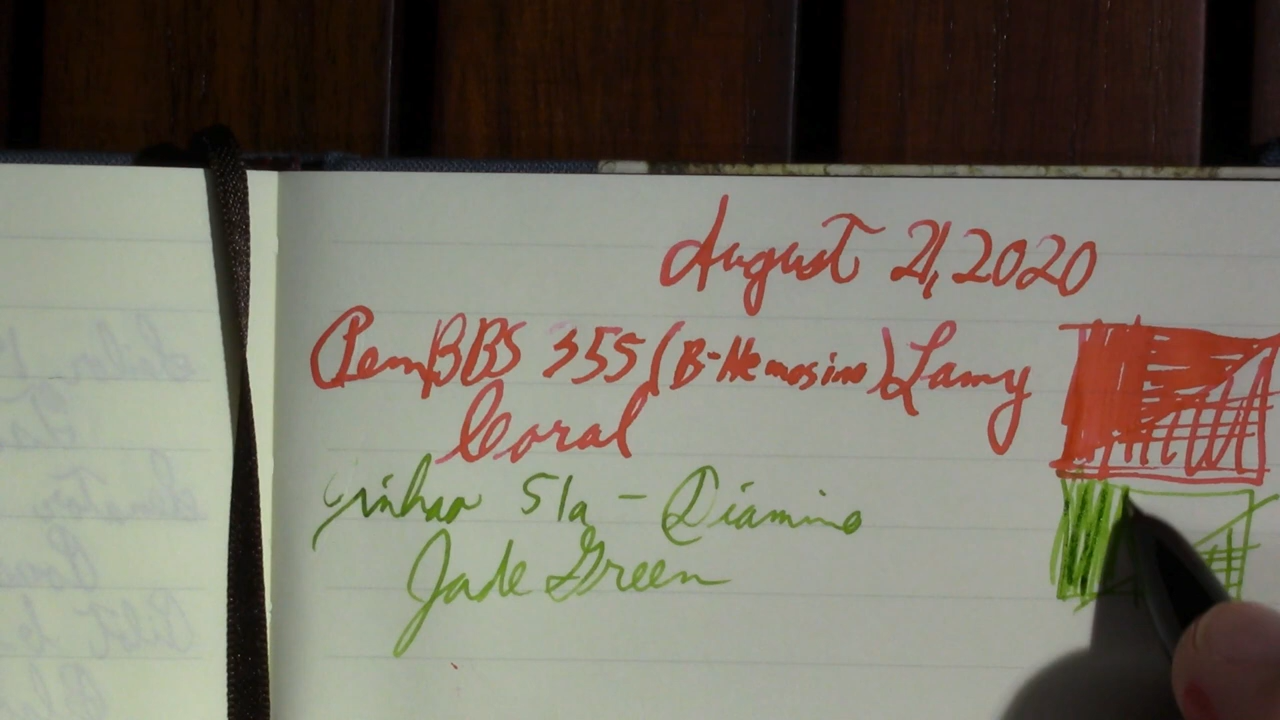 August 21, 2020
PenBBS 355 (B-Nemosine) Lamy
Coral
Jinhao 51a - Diamine
Jade Green